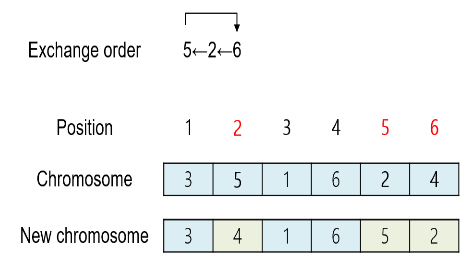 Exchange order 5←2←6
Position 1 2 3 4 5 6
Chromosome 3 5 1 6 2 4
New chromosome 3 4 1 6 5 2